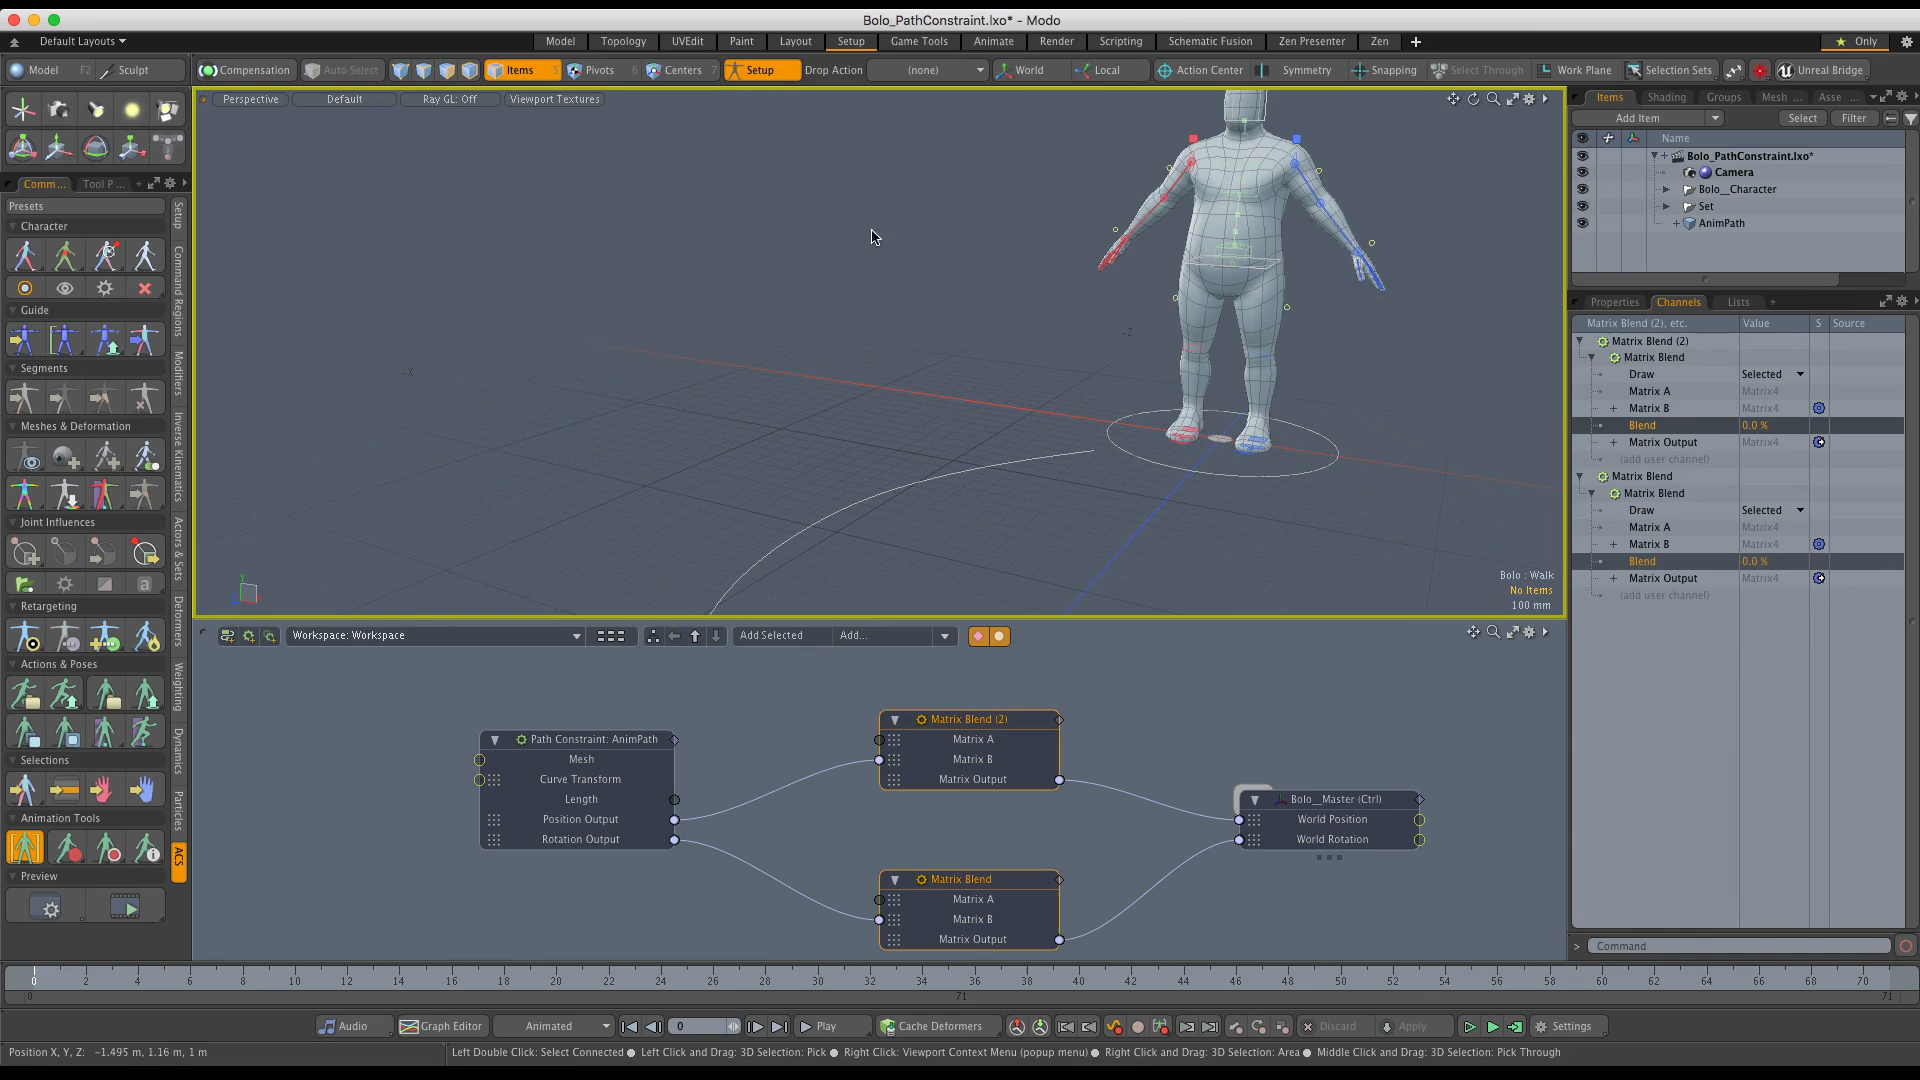 Bolo_PathConstraint.lxo* - Modo
Default Layouts
Model Topology UVEdit Paint Layout Setup Game Tools Animate Render Scripting Schematic Fusion Zen Presenter Zen + Only
Model F2 Sculpt Compensation Auto Select Items 5 Pivots 6 Centers 7 Setup Drop Action (none) World Local Action Center Symmetry Snapping Select Through Work Plane Selection Sets Unreal Bridge
Perspective Default Ray GL: Off Viewport Textures
Items Shading Groups Mesh ... Asse ...
Add Item Select Filter
Name
Bolo_PathConstraint.lxo*
Camera
Bolo__Character
Set
AnimPath
Comm... Tool P...
Presets
Character
Guide
Segments
Meshes & Deformation
Joint Influences
Retargeting
Actions & Poses
Selections
Animation Tools
Preview
Setup
Command Regions
Modifiers
Inverse Kinematics
Actors & Sets
Deformers
Weighting
Dynamics
Particles
ACS
-X
-Z
Y
Bolo : Walk
No Items
100 mm
Properties Channels Lists +
Matrix Blend (2), etc. Value S Source
Matrix Blend (2)
Matrix Blend
Draw Selected
Matrix A Matrix4
Matrix B Matrix4
Blend 0.0 %
Matrix Output Matrix4
(add user channel)
Matrix Blend
Matrix Blend
Draw Selected
Matrix A Matrix4
Matrix B Matrix4
Blend 0.0 %
Matrix Output Matrix4
(add user channel)
Workspace: Workspace Add Selected Add...
Path Constraint: AnimPath
Mesh
Curve Transform
Length
Position Output
Rotation Output
Matrix Blend (2)
Matrix A
Matrix B
Matrix Output
Matrix Blend
Matrix A
Matrix B
Matrix Output
Bolo__Master (Ctrl)
World Position
World Rotation
> Command
0 2 4 6 8 10 12 14 16 18 20 22 24 26 28 30 32 34 36 38 40 42 44 46 48 50 52 54 56 58 60 62 64 66 68 70
0 71 71
Audio Graph Editor Animated 0 Play Cache Deformers Discard Apply Settings
Position X, Y, Z: -1.495 m, 1.16 m, 1 m Left Double Click: Select Connected ● Left Click and Drag: 3D Selection: Pick ● Right Click: Viewport Context Menu (popup menu) ● Right Click and Drag: 3D Selection: Area ● Middle Click and Drag: 3D Selection: Pick Through